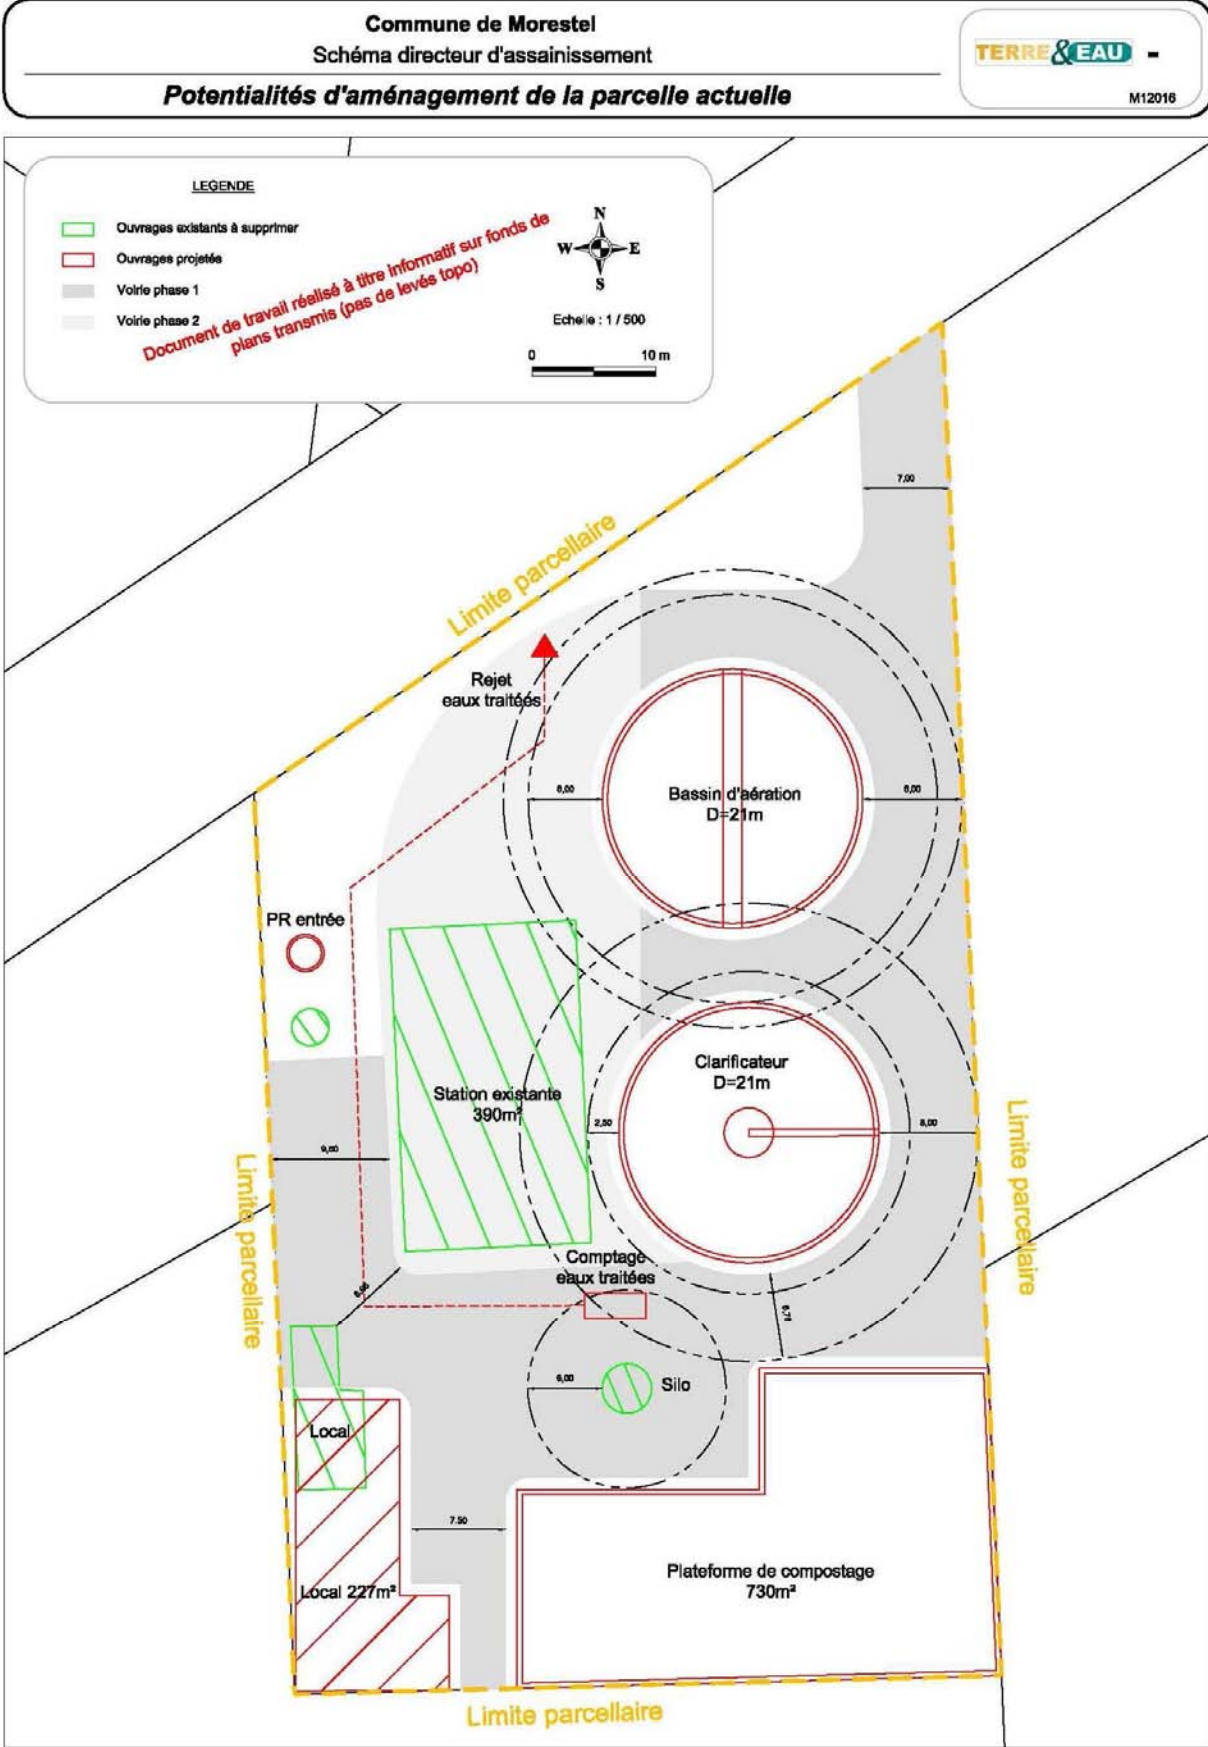 Commune de Morestel
Schéma directeur d'assainissement
Potentialités d'aménagement de la parcelle actuelle
TERRE&EAU -
M12016
LEGENDE
Ouvrages existants à supprimer
Ouvrages projetés
Voirie phase 1
Voirie phase 2
Document de travail réalisé à titre informatif sur fonds de
plans transmis (pas de levés topo)
N
W E
S
Echelle : 1 / 500
0 10 m
7,00
Limite parcellaire
Rejet
eaux traitées
6,00
Bassin d'aération
D=21m
6,00
PR entrée
Clarificateur
D=21m
Station existante
390m²
2,50
8,00
9,60
Limite parcellaire
Limite parcellaire
Comptage
eaux traitées
6,00
Silo
Local
7.50
Local 227m²
Plateforme de compostage
730m²
Limite parcellaire